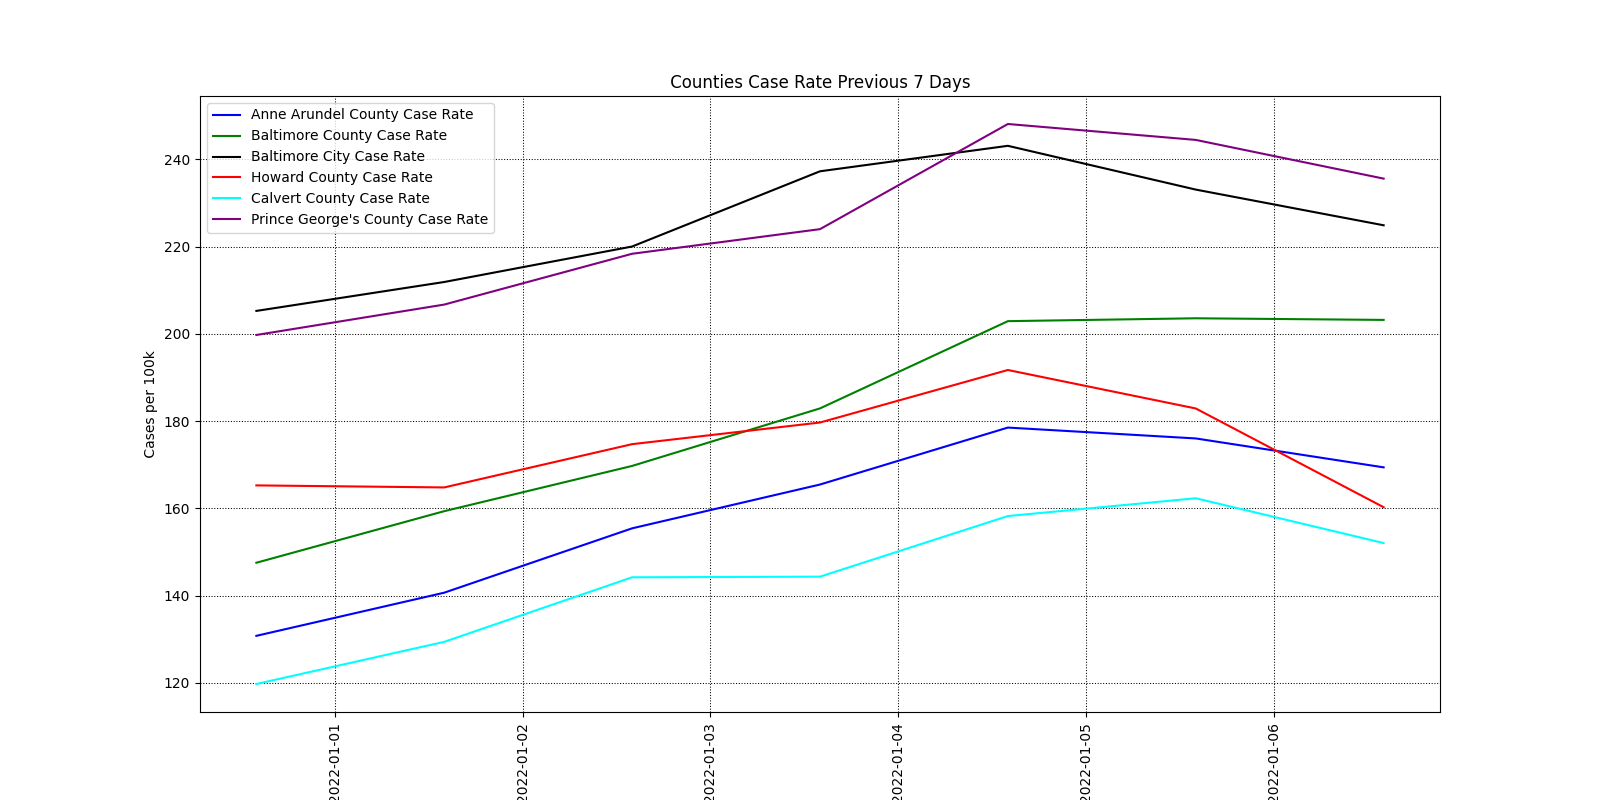 Counties Case Rate Previous 7 Days
Anne Arundel County Case Rate
Baltimore County Case Rate
Baltimore City Case Rate
Howard County Case Rate
Calvert County Case Rate
Prince George's County Case Rate
Cases per 100k
240
220
200
180
160
140
120
2022-01-01
2022-01-02
2022-01-03
2022-01-04
2022-01-05
2022-01-06